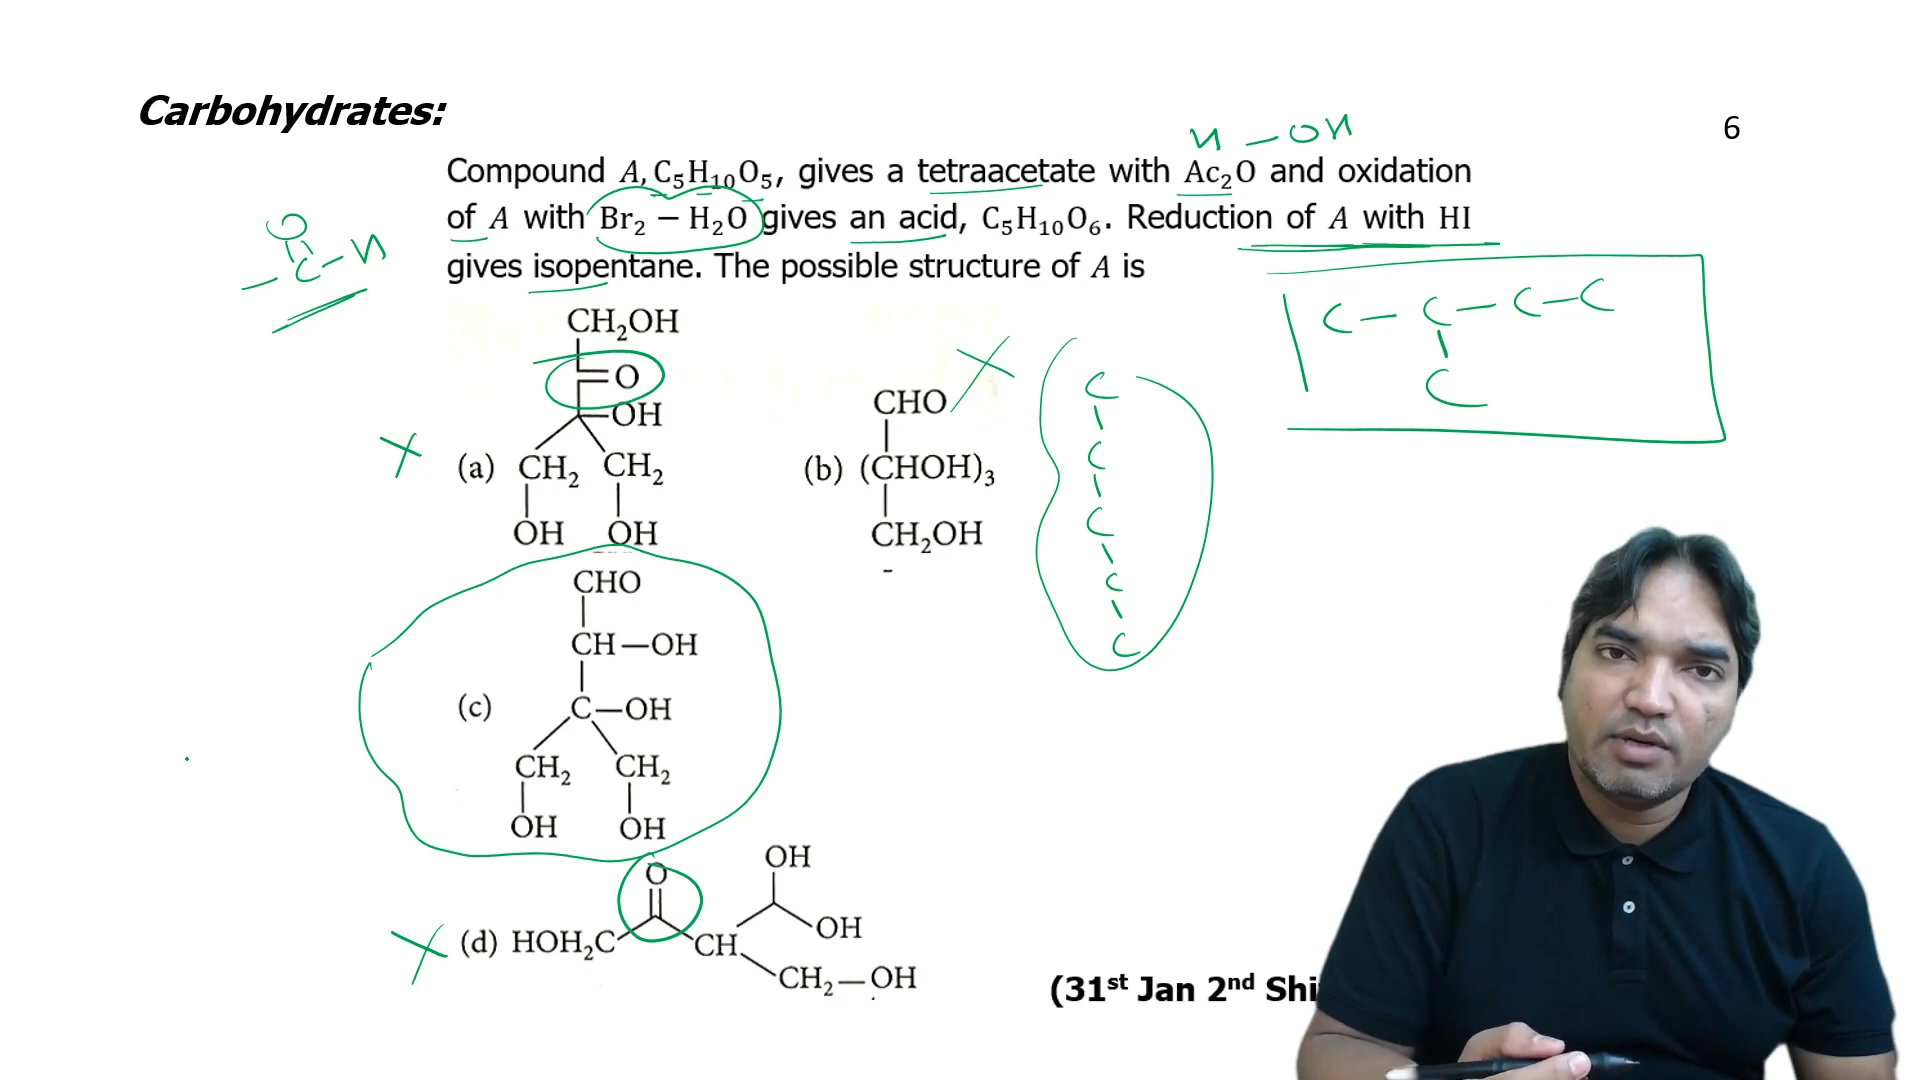 Carbohydrates:
6
H - OH
Compound A, C₅H₁₀O₅, gives a tetraacetate with Ac₂O and oxidation
of A with Br₂ − H₂O gives an acid, C₅H₁₀O₆. Reduction of A with HI
gives isopentane. The possible structure of A is
O
- C - H
C - C - C - C
C
CH₂OH
=O
OH
(a) CH₂ CH₂
OH OH
CHO
(b) (CHOH)₃
CH₂OH
C
C
C
C
C
CHO
CH—OH
(c) C—OH
CH₂ CH₂
OH OH
O
OH
OH
(d) HOH₂C CH
CH₂—OH
(31st Jan 2nd Shi